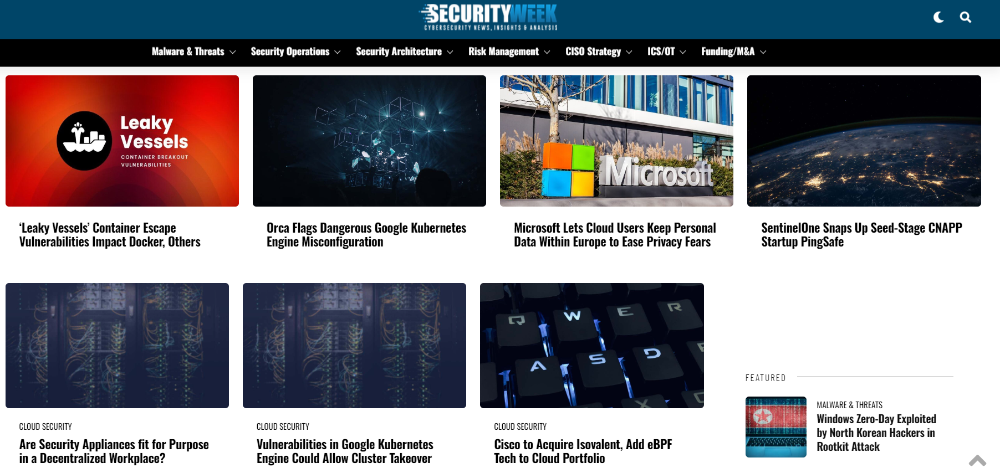 SECURITYWEEK
CYBERSECURITY NEWS, INSIGHTS & ANALYSIS
Malware & Threats
Security Operations
Security Architecture
Risk Management
CISO Strategy
ICS/OT
Funding/M&A
Leaky
Vessels
CONTAINER BREAKOUT
VULNERABILITIES
Microsoft
‘Leaky Vessels’ Container Escape
Vulnerabilities Impact Docker, Others
Orca Flags Dangerous Google Kubernetes
Engine Misconfiguration
Microsoft Lets Cloud Users Keep Personal
Data Within Europe to Ease Privacy Fears
SentinelOne Snaps Up Seed-Stage CNAPP
Startup PingSafe
Q W E R
A S D F
X C
CLOUD SECURITY
Are Security Appliances fit for Purpose
in a Decentralized Workplace?
CLOUD SECURITY
Vulnerabilities in Google Kubernetes
Engine Could Allow Cluster Takeover
CLOUD SECURITY
Cisco to Acquire Isovalent, Add eBPF
Tech to Cloud Portfolio
FEATURED
MALWARE & THREATS
Windows Zero-Day Exploited
by North Korean Hackers in
Rootkit Attack